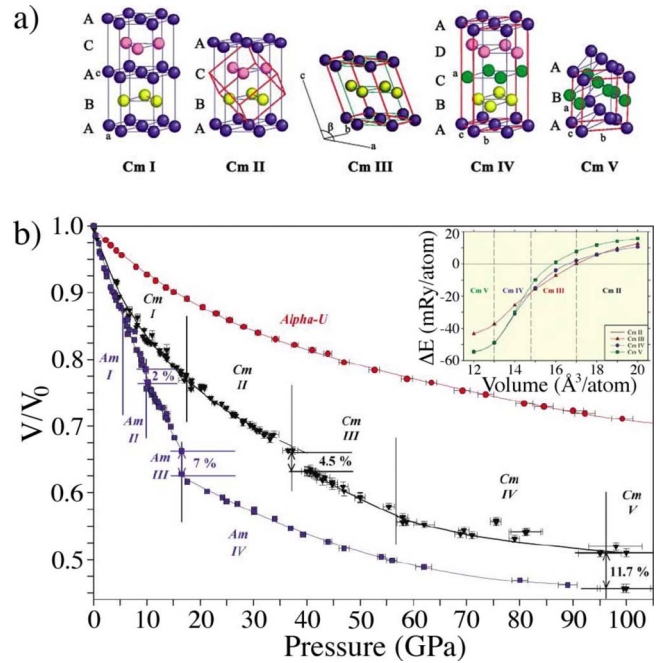 a)
A
C
A c
B
A
a
Cm I
A
C
B
A
Cm II
c
β
b
a
Cm III
A
D
C
a
B
A
c
b
Cm IV
A
B
A
c
b
Cm V
b)
V/V0
1.0
0.9
0.8
0.7
0.6
0.5
0 10 20 30 40 50 60 70 80 90 100
Pressure (GPa)
Am
I
Am
II
Am
III
Am
IV
Cm
I
Cm
II
Cm
III
Cm
IV
Cm
V
Alpha-U
2 %
7 %
4.5 %
11.7 %
ΔE (mRy/atom)
20
0
-20
-40
-60
Cm V Cm IV Cm III Cm II
Cm II
Cm III
Cm IV
Cm V
12 13 14 15 16 17 18 19 20
Volume (Å3/atom)